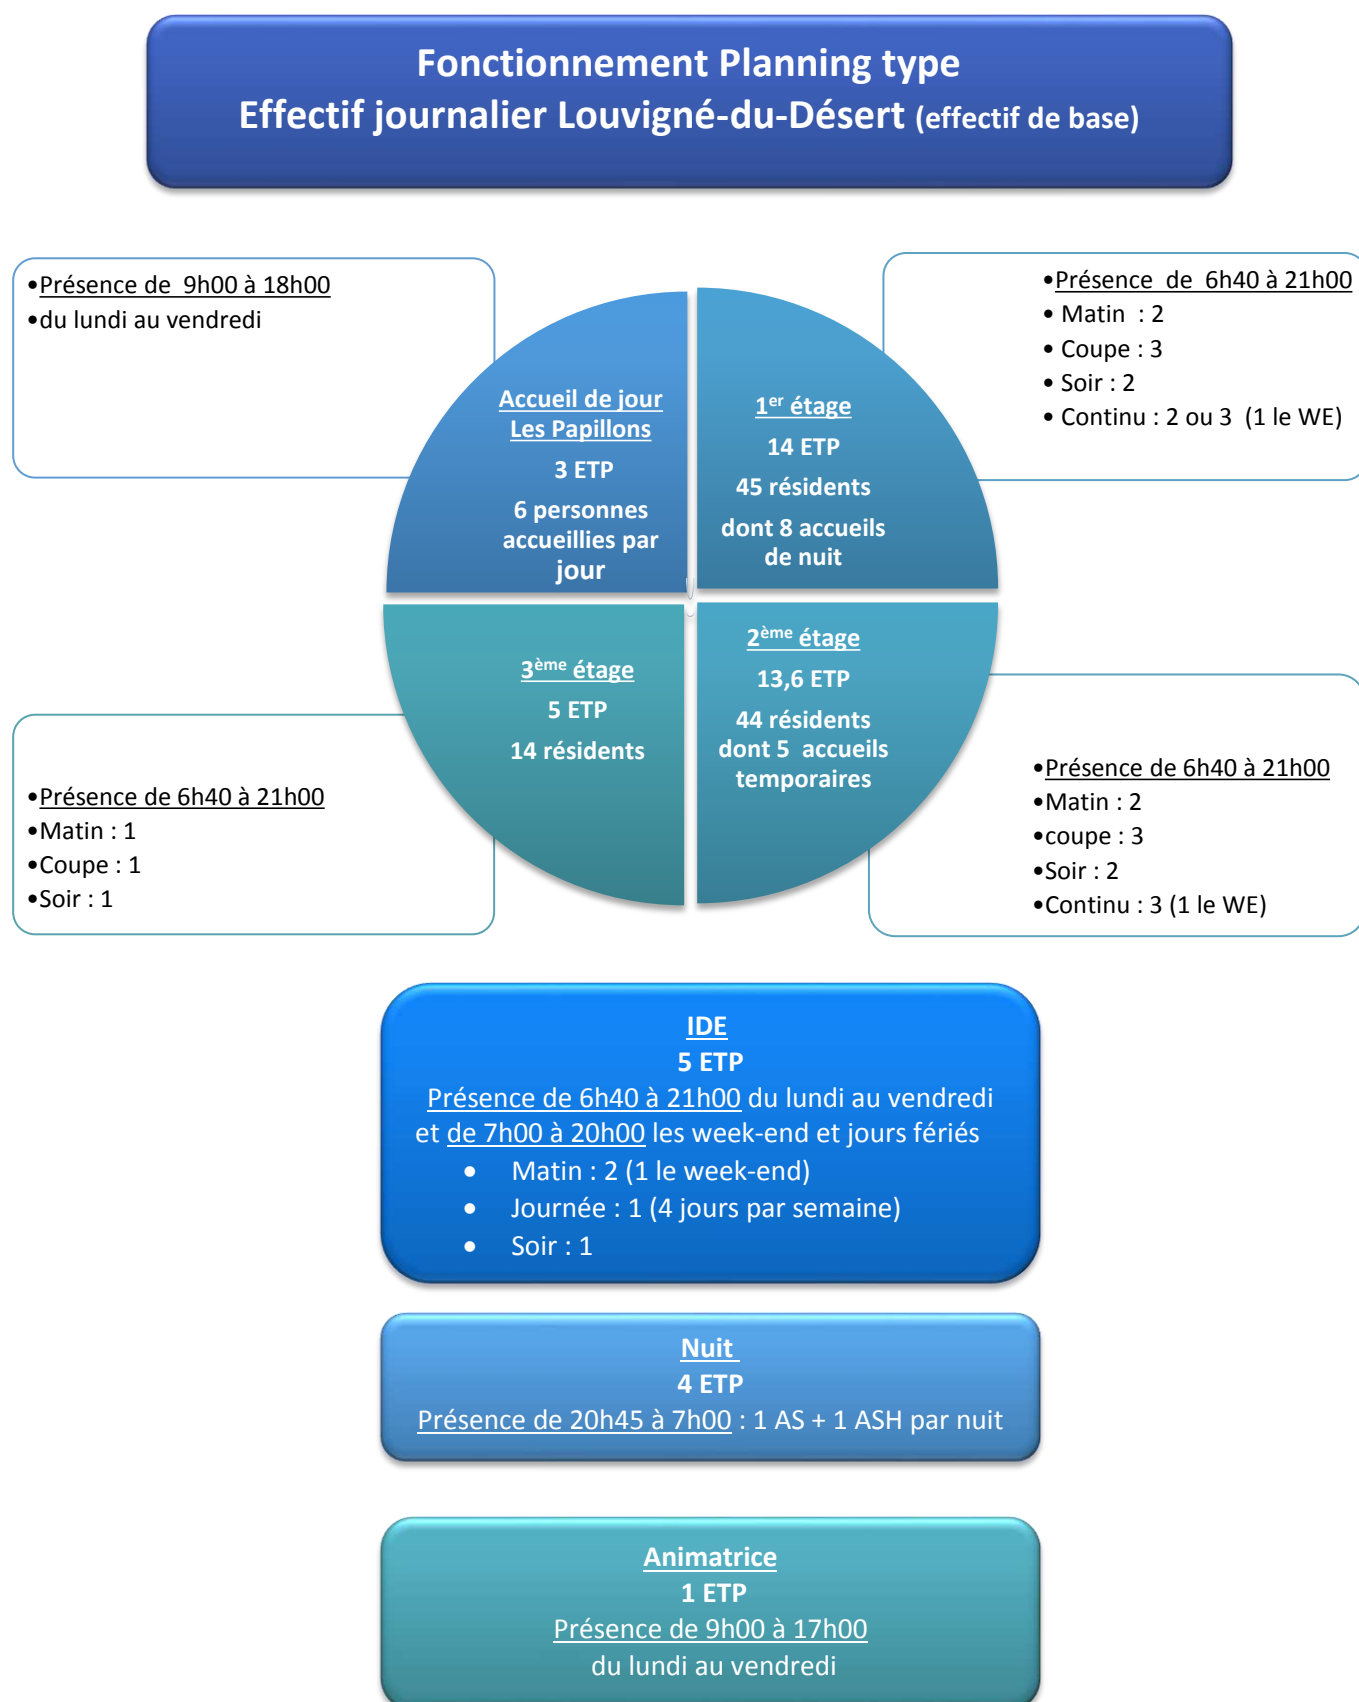 Fonctionnement Planning type
Effectif journalier Louvigné-du-Désert (effectif de base)
•Présence de 9h00 à 18h00
•du lundi au vendredi
Accueil de jour
Les Papillons
3 ETP
6 personnes
accueillies par
jour
1er étage
14 ETP
45 résidents
dont 8 accueils
de nuit
•Présence de 6h40 à 21h00
• Matin : 2
• Coupe : 3
• Soir : 2
• Continu : 2 ou 3 (1 le WE)
3ème étage
5 ETP
14 résidents
•Présence de 6h40 à 21h00
•Matin : 1
•Coupe : 1
•Soir : 1
2ème étage
13,6 ETP
44 résidents
dont 5 accueils
temporaires
•Présence de 6h40 à 21h00
•Matin : 2
•coupe : 3
•Soir : 2
•Continu : 3 (1 le WE)
IDE
5 ETP
Présence de 6h40 à 21h00 du lundi au vendredi
et de 7h00 à 20h00 les week-end et jours fériés
• Matin : 2 (1 le week-end)
• Journée : 1 (4 jours par semaine)
• Soir : 1
Nuit
4 ETP
Présence de 20h45 à 7h00 : 1 AS + 1 ASH par nuit
Animatrice
1 ETP
Présence de 9h00 à 17h00
du lundi au vendredi